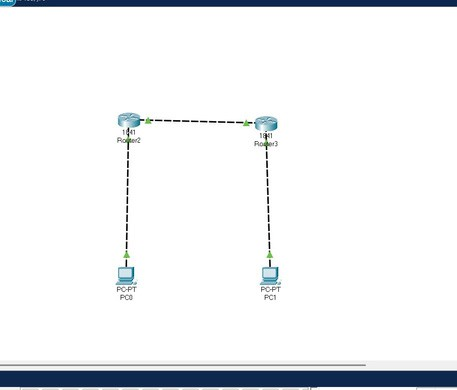 1841
Router2
1841
Router3
PC-PT
PC0
PC-PT
PC1